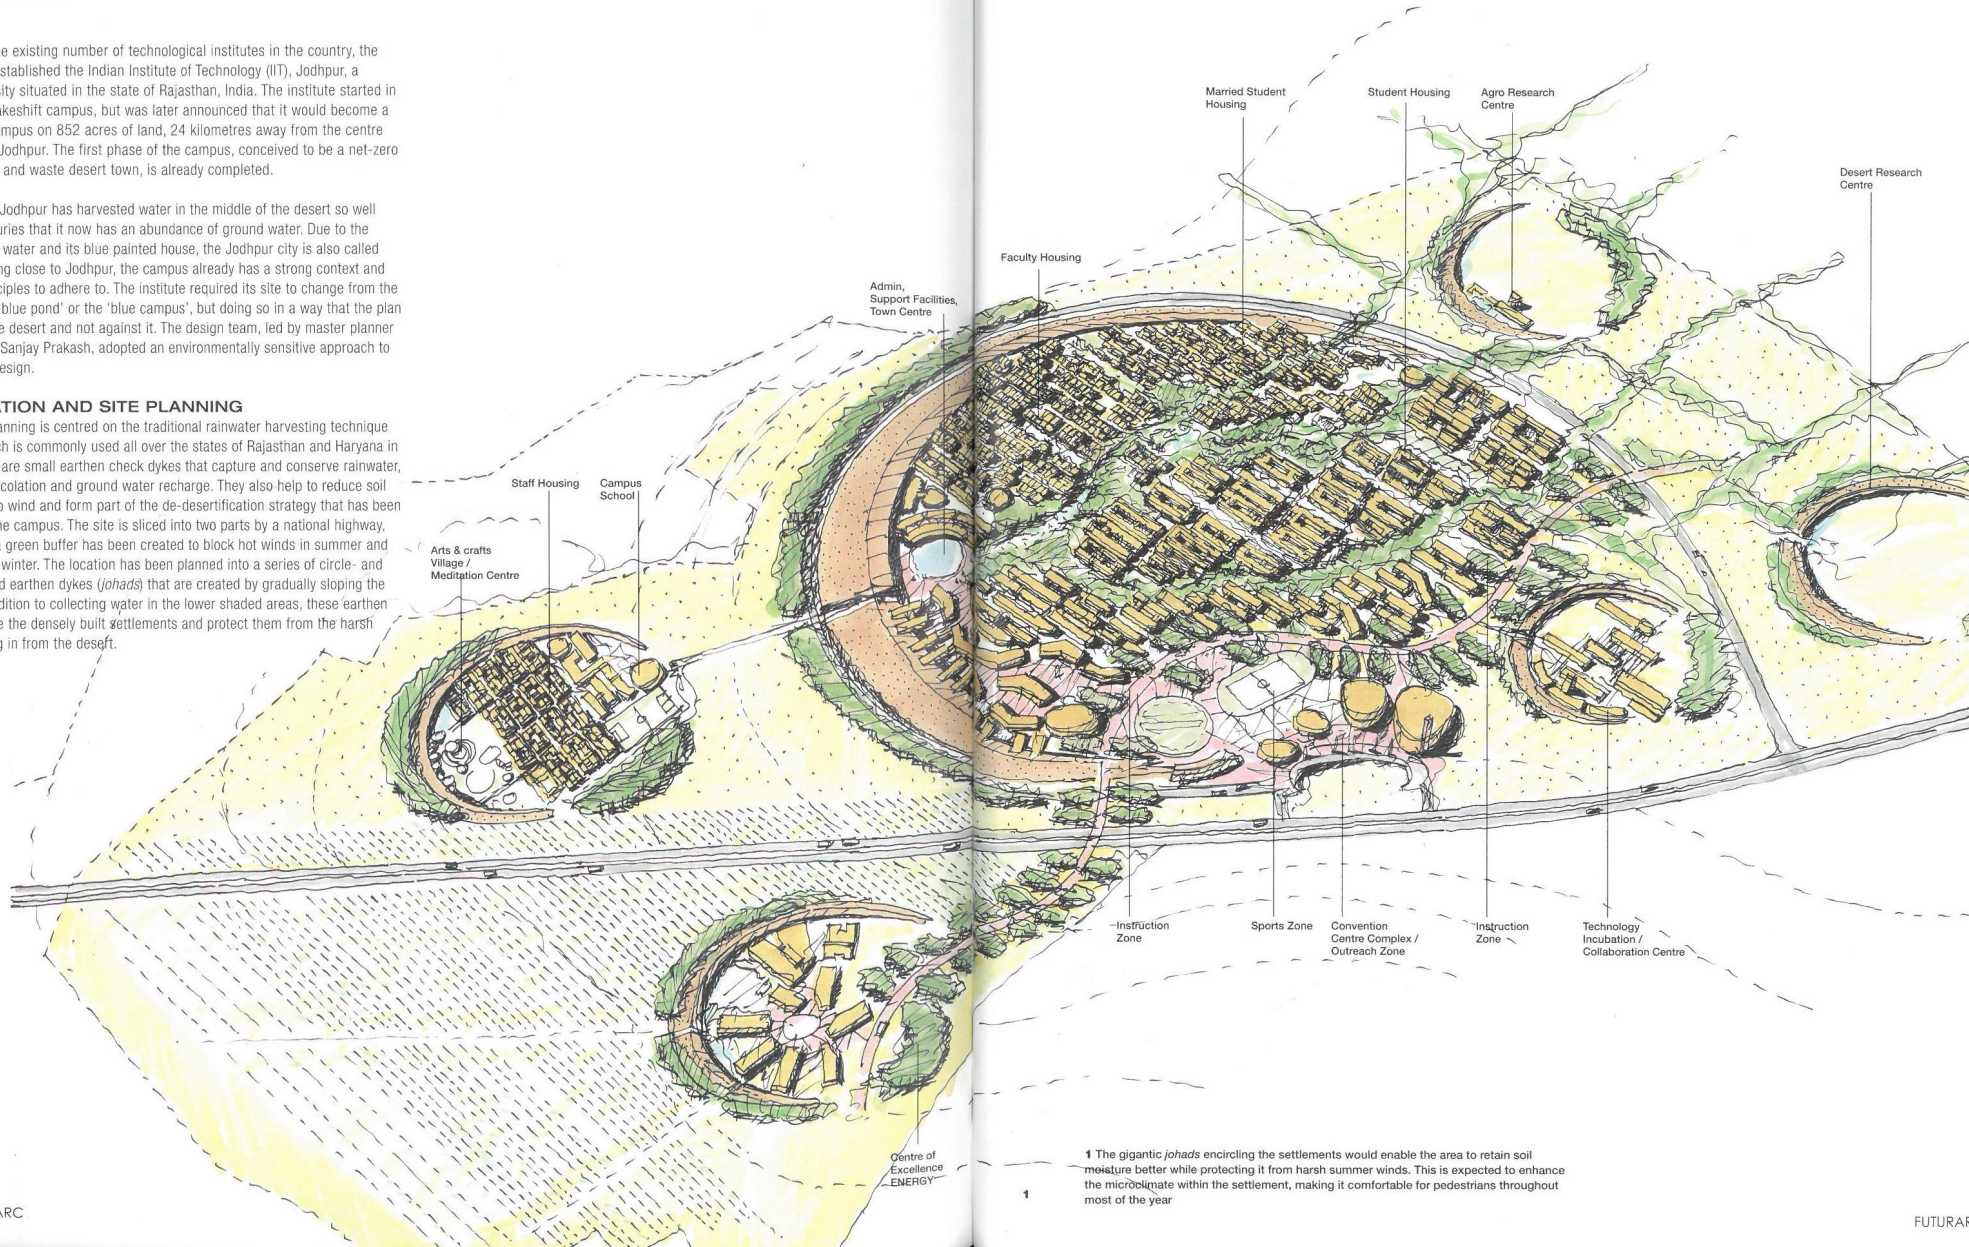 e existing number of technological institutes in the country, the
stablished the Indian Institute of Technology (IIT), Jodhpur, a
ity situated in the state of Rajasthan, India. The institute started in
akeshift campus, but was later announced that it would become a
mpus on 852 acres of land, 24 kilometres away from the centre
Jodhpur. The first phase of the campus, conceived to be a net-zero
and waste desert town, is already completed.
Jodhpur has harvested water in the middle of the desert so well
uries that it now has an abundance of ground water. Due to the
water and its blue painted house, the Jodhpur city is also called
ng close to Jodhpur, the campus already has a strong context and
ciples to adhere to. The institute required its site to change from the
'blue pond' or the 'blue campus', but doing so in a way that the plan
e desert and not against it. The design team, led by master planner
Sanjay Prakash, adopted an environmentally sensitive approach to
esign.
ATION AND SITE PLANNING
anning is centred on the traditional rainwater harvesting technique
ch is commonly used all over the states of Rajasthan and Haryana in
are small earthen check dykes that capture and conserve rainwater,
colation and ground water recharge. They also help to reduce soil
o wind and form part of the de-desertification strategy that has been
he campus. The site is sliced into two parts by a national highway,
green buffer has been created to block hot winds in summer and
winter. The location has been planned into a series of circle- and
d earthen dykes (johads) that are created by gradually sloping the
dition to collecting water in the lower shaded areas, these earthen
e the densely built settlements and protect them from the harsh
g in from the desert.
Married Student
Housing
Student Housing
Agro Research
Centre
Desert Research
Centre
Faculty Housing
Admin,
Support Facilities,
Town Centre
Staff Housing
Campus
School
Arts & crafts
Village /
Meditation Centre
Instruction
Zone
Sports Zone
Convention
Centre Complex /
Outreach Zone
Instruction
Zone
Technology
Incubation /
Collaboration Centre
Centre of
Excellence
ENERGY
1 The gigantic johads encircling the settlements would enable the area to retain soil
moisture better while protecting it from harsh summer winds. This is expected to enhance
the microclimate within the settlement, making it comfortable for pedestrians throughout
most of the year
1
ARC
FUTURAR